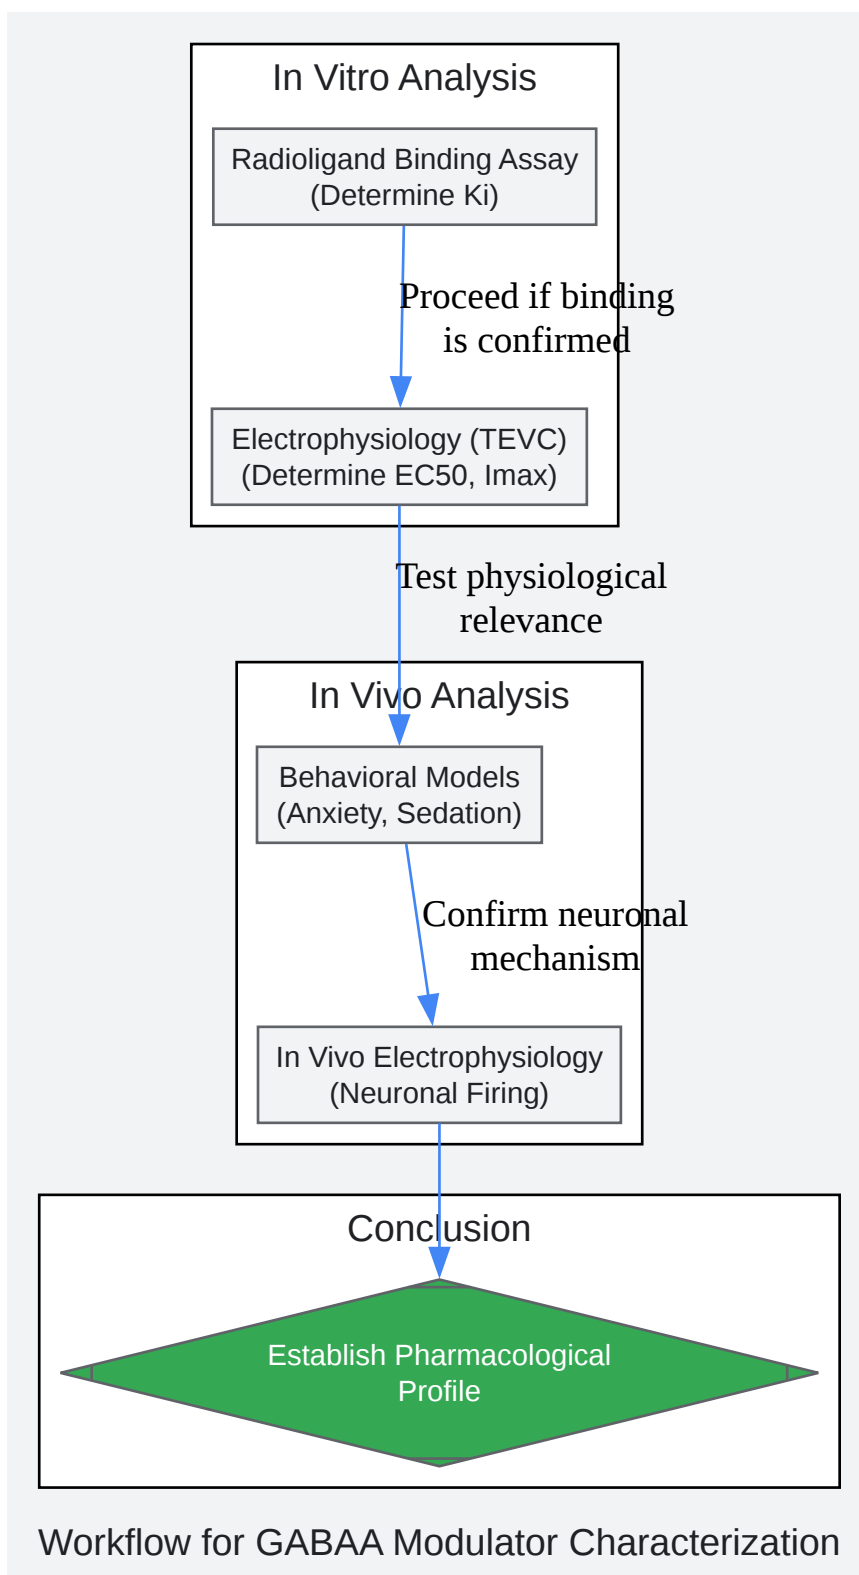 In Vitro Analysis
Radioligand Binding Assay
(Determine Ki)
Proceed if binding
is confirmed
Electrophysiology (TEVC)
(Determine EC50, Imax)
Test physiological
relevance
In Vivo Analysis
Behavioral Models
(Anxiety, Sedation)
Confirm neuronal
mechanism
In Vivo Electrophysiology
(Neuronal Firing)
Conclusion
Establish Pharmacological
Profile
Workflow for GABAA Modulator Characterization